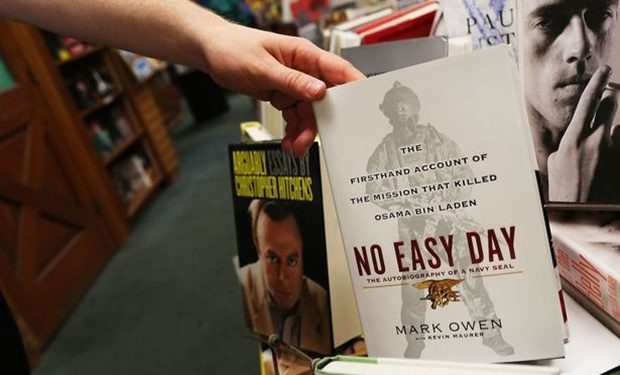 THE
FIRSTHAND ACCOUNT OF
THE MISSION THAT KILLED
OSAMA BIN LADEN
NO EASY DAY
THE AUTOBIOGRAPHY OF A NAVY SEAL
MARK OWEN
WITH KEVIN MAURER
ARGUABLY ESSAYS BY
CHRISTOPHER HITCHENS
PAU